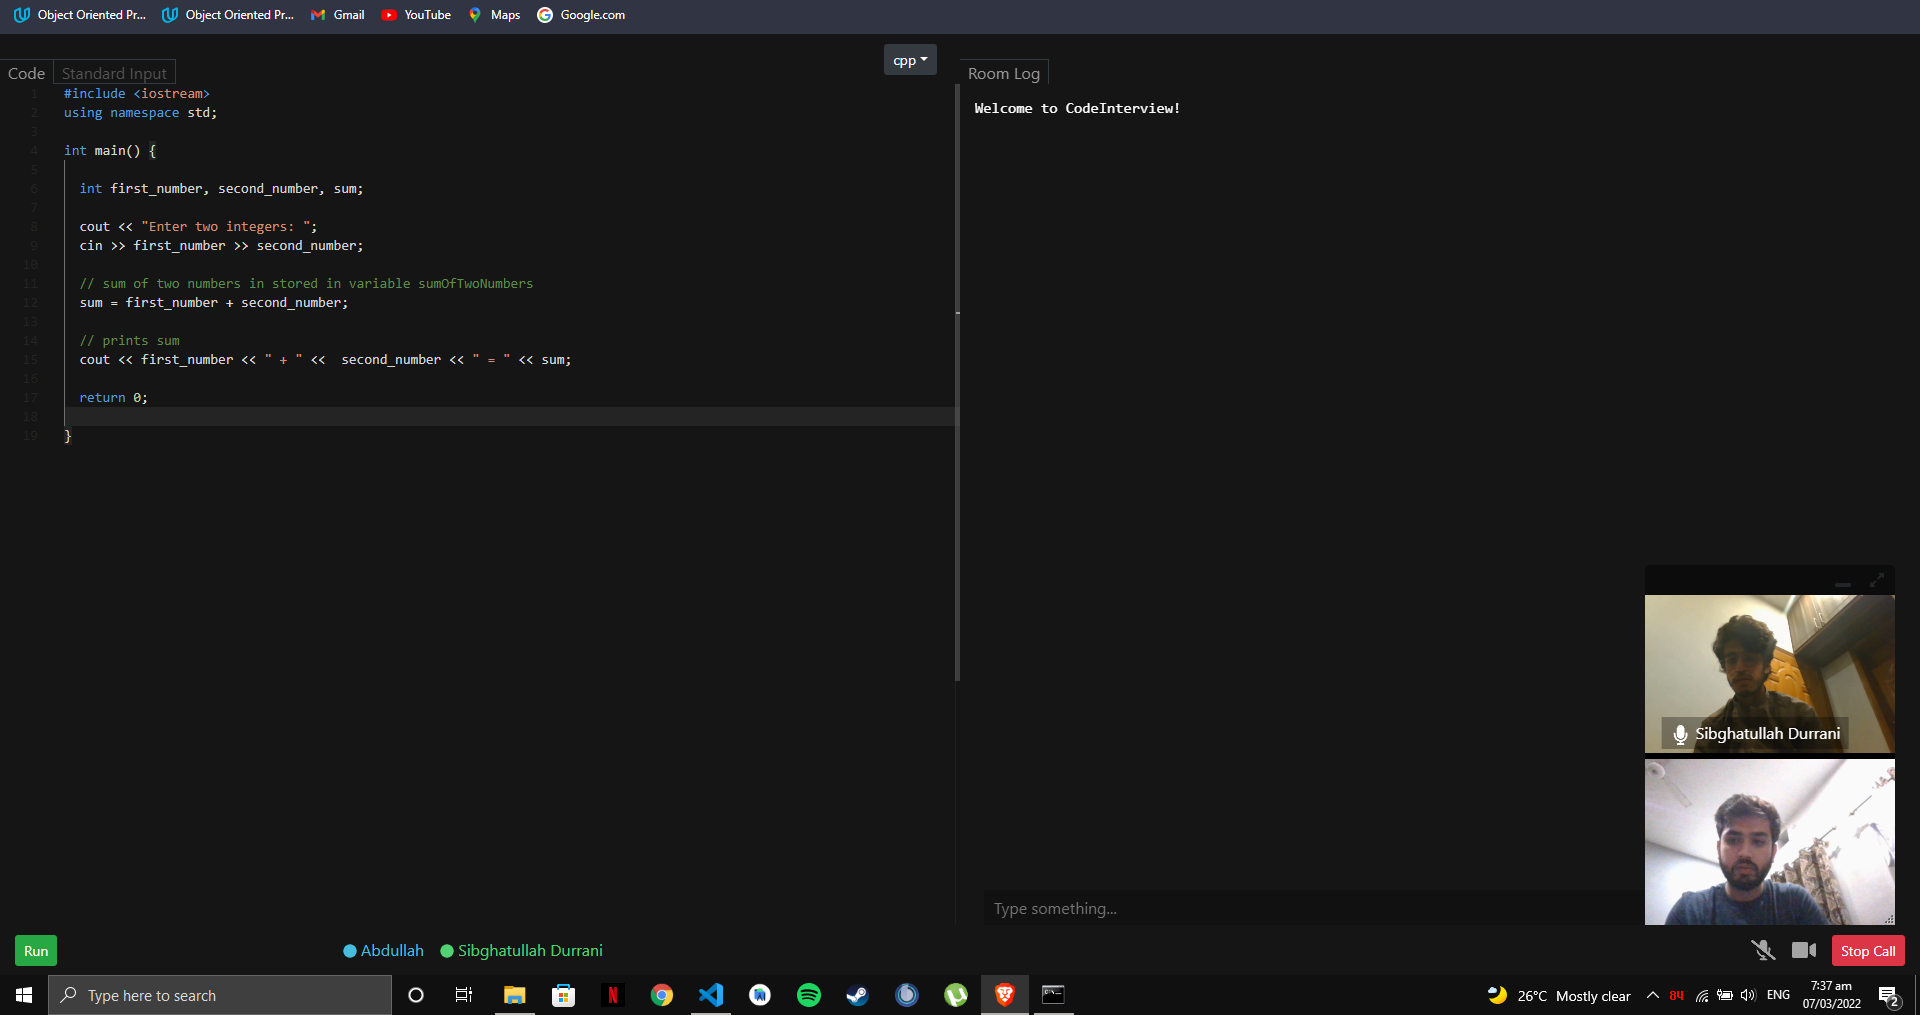 Object Oriented Pr...
Object Oriented Pr...
Gmail
YouTube
Maps
Google.com
Code
Standard Input
cpp
Room Log
1 #include <iostream>
2 using namespace std;
3
4 int main() {
5
6   int first_number, second_number, sum;
7
8   cout << "Enter two integers: ";
9   cin >> first_number >> second_number;
10
11   // sum of two numbers in stored in variable sumOfTwoNumbers
12   sum = first_number + second_number;
13
14   // prints sum
15   cout << first_number << " + " <<  second_number << " = " << sum;
16
17   return 0;
18
19 }
Welcome to CodeInterview!
Sibghatullah Durrani
Type something...
Run
Abdullah
Sibghatullah Durrani
Stop Call
Type here to search
N
26°C Mostly clear
84
ENG
7:37 am
07/03/2022
2